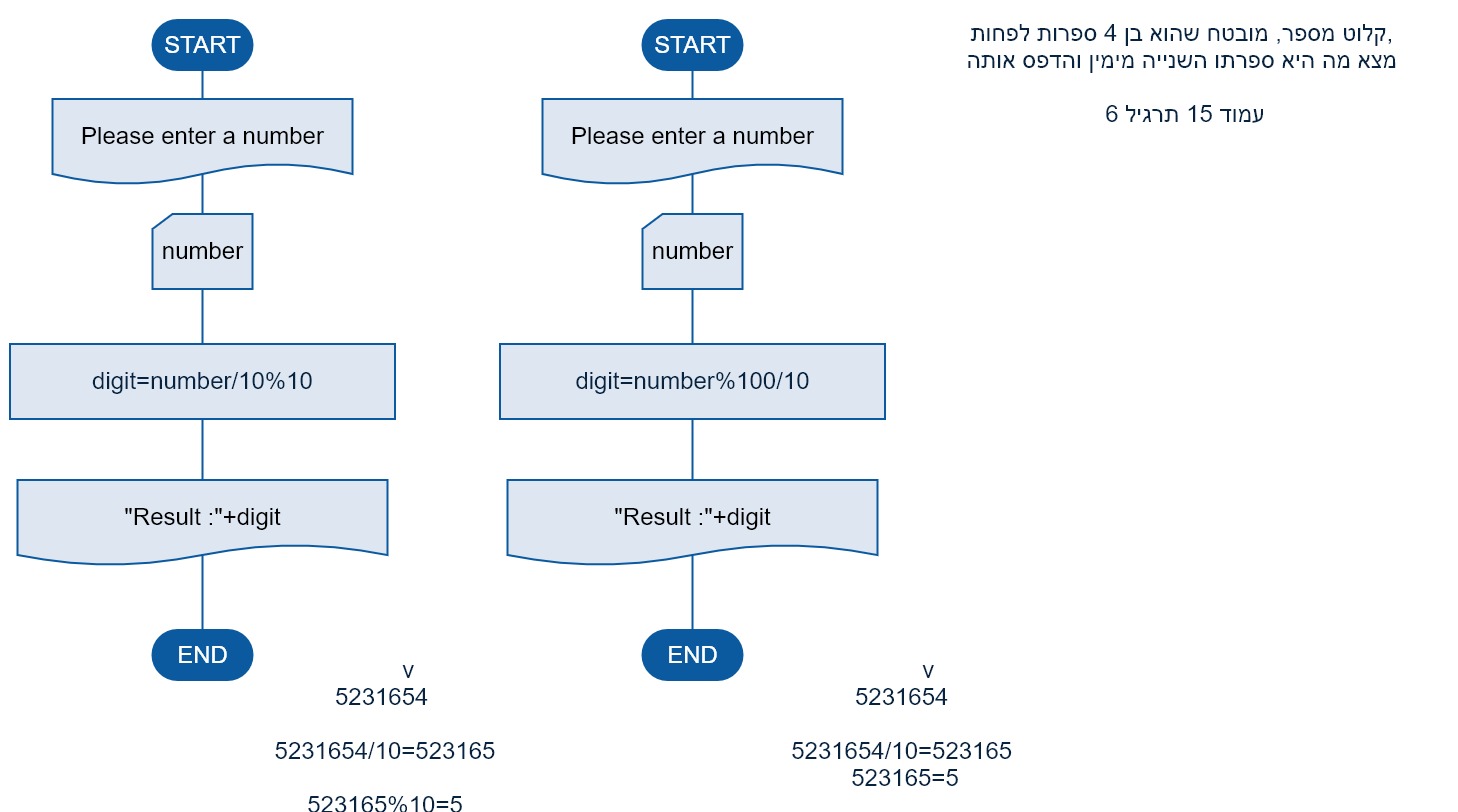 START
Please enter a number
number
digit=number/10%10
"Result :"+digit
END
v
5231654
5231654/10=523165
523165%10=5
START
Please enter a number
number
digit=number%100/10
"Result :"+digit
END
v
5231654
5231654/10=523165
523165=5
קלוט מספר, מובטח שהוא בן 4 ספרות לפחות,
מצא מה היא ספרתו השנייה מימין והדפס אותה
עמוד 15 תרגיל 6